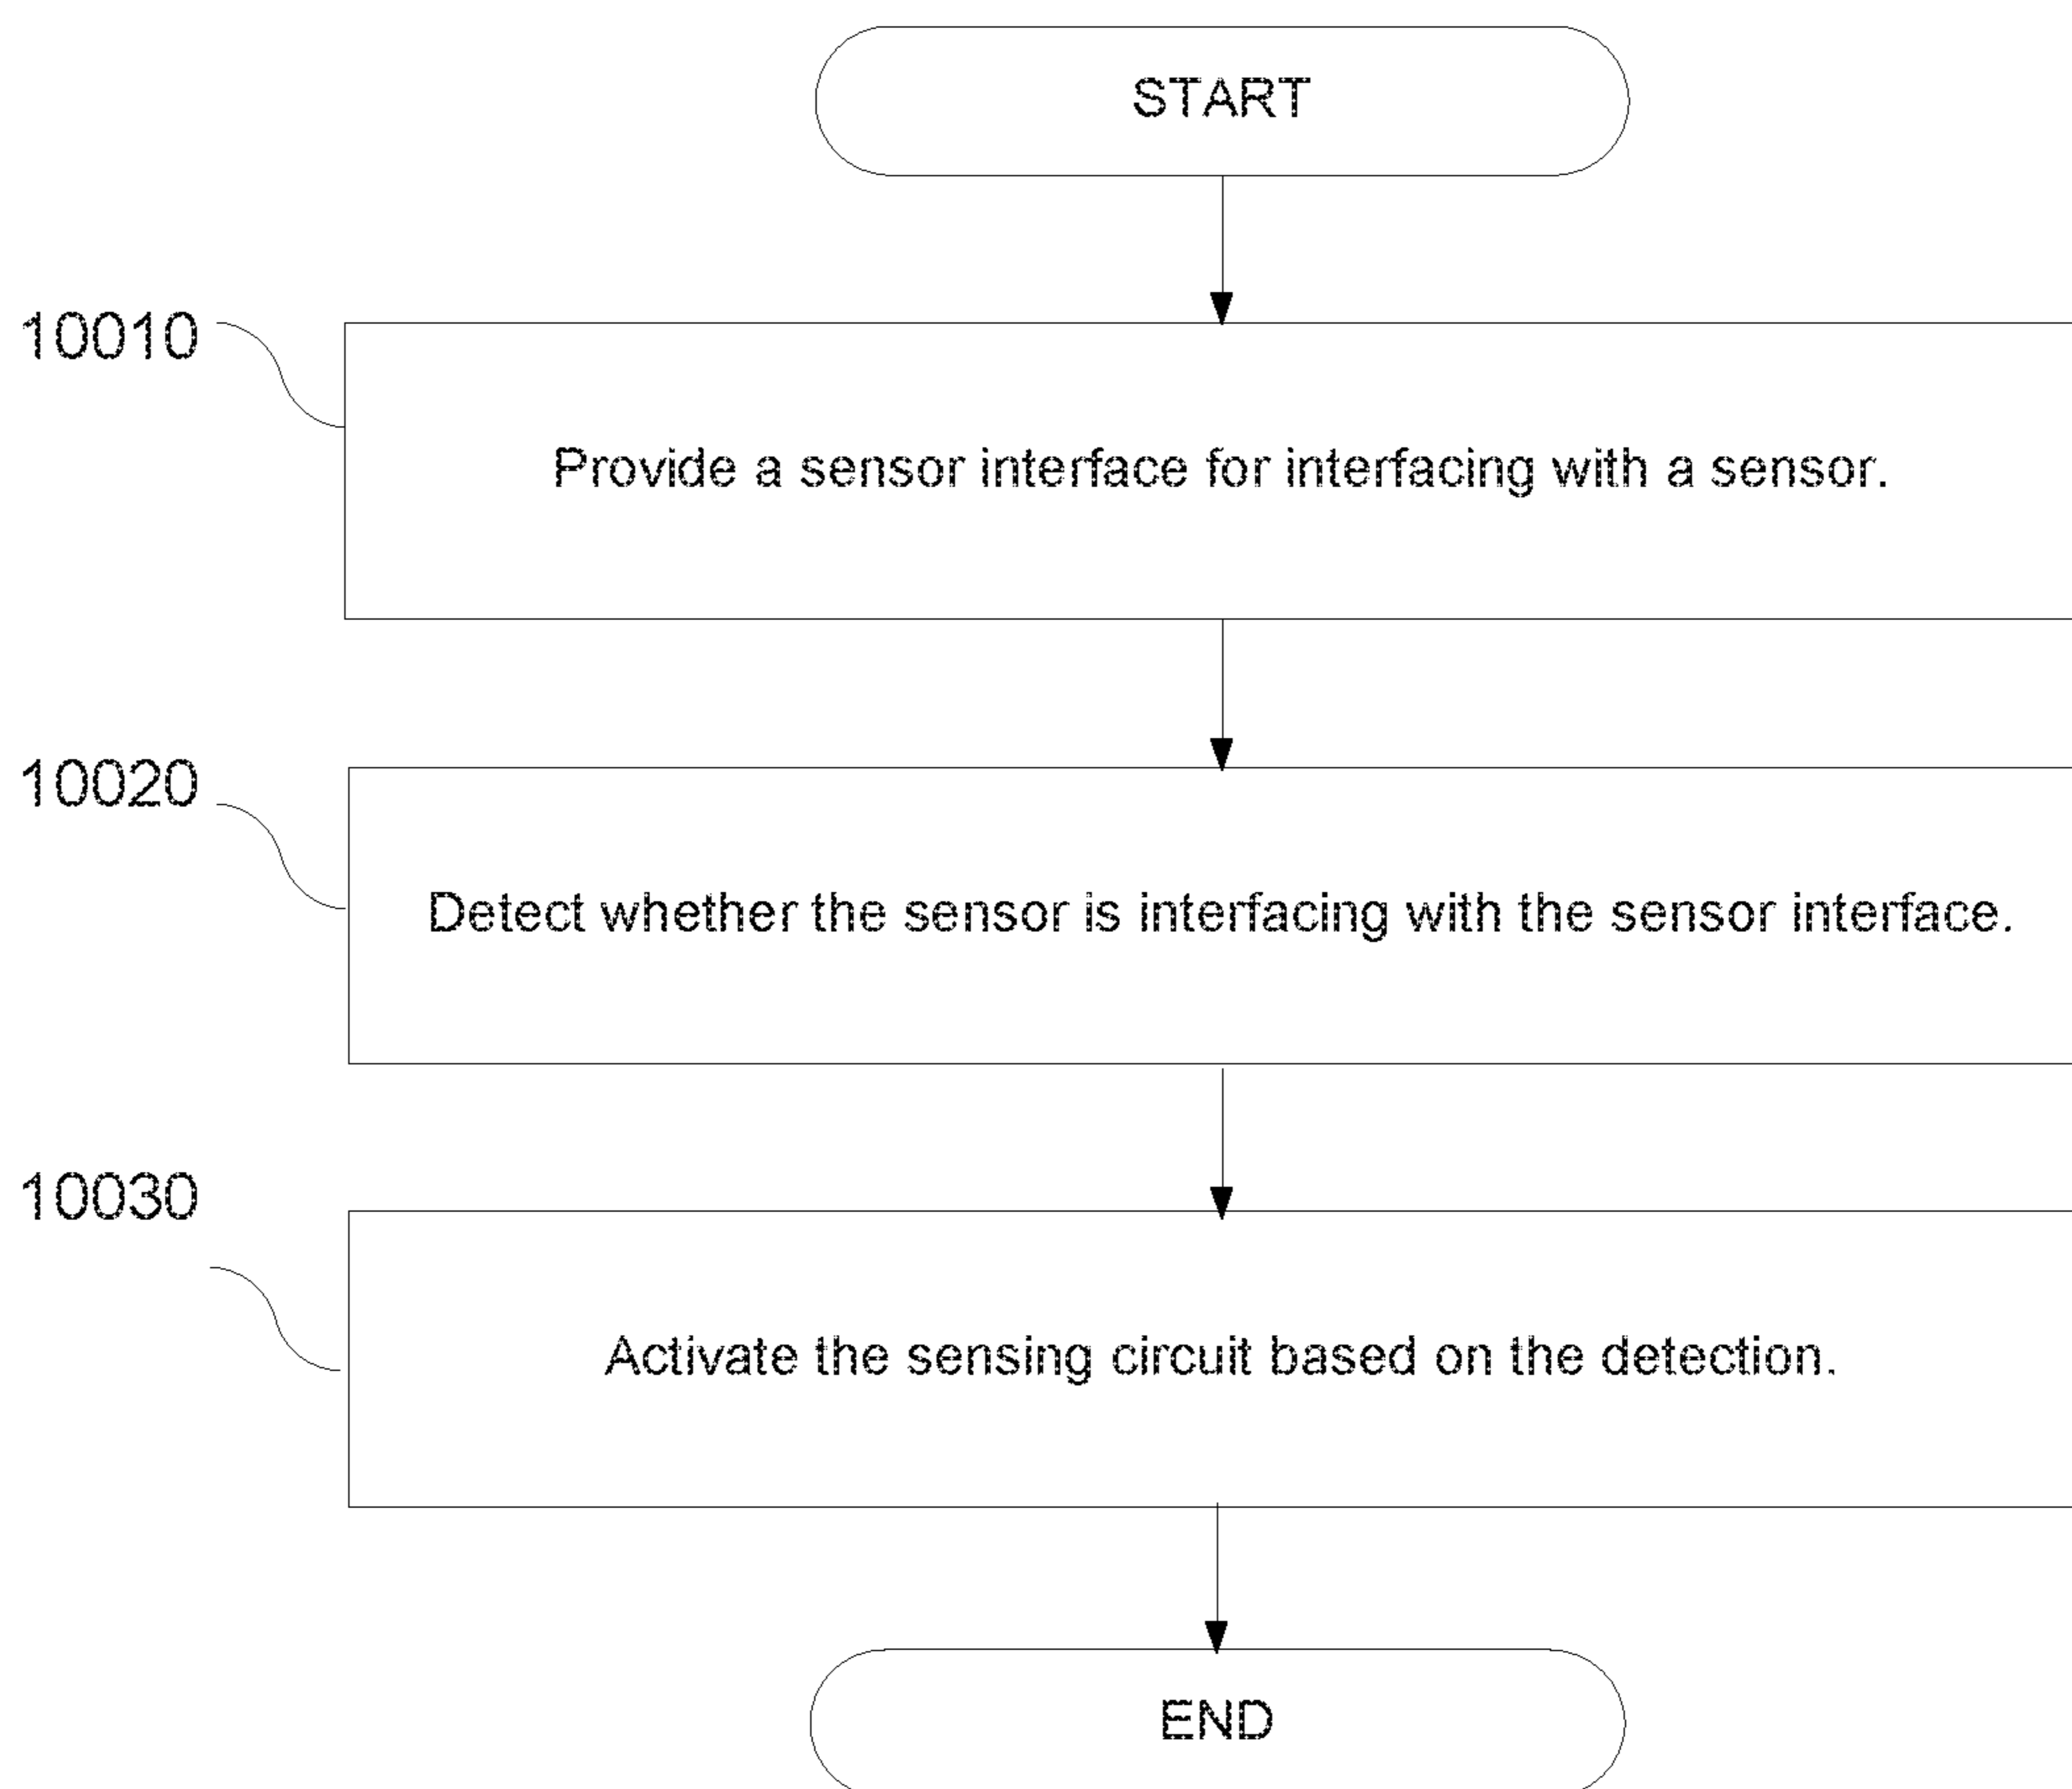 START
10010
Provide a sensor interface for interfacing with a sensor.
10020
Detect whether the sensor is interfacing with the sensor interface.
10030
Activate the sensing circuit based on the detection.
END